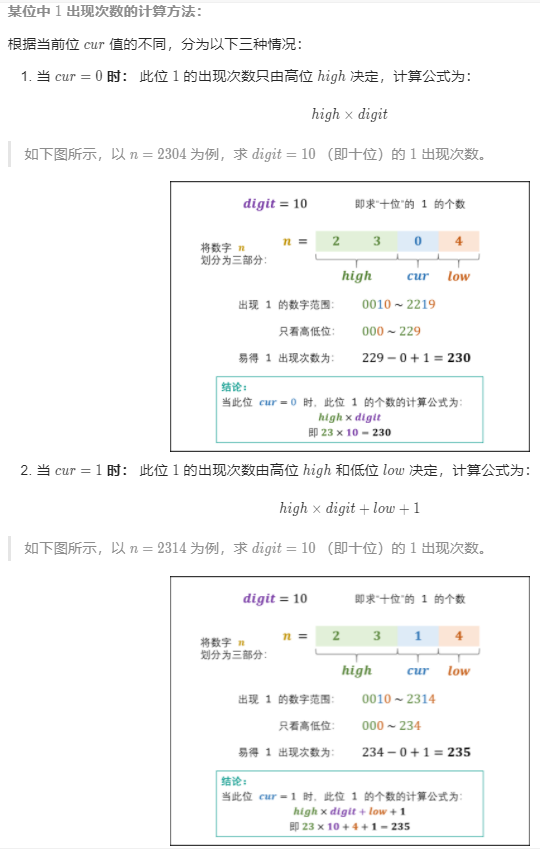 某位中 1 出现次数的计算方法：
根据当前位 cur 值的不同，分为以下三种情况：
1. 当 cur = 0 时： 此位 1 的出现次数只由高位 high 决定，计算公式为：
high × digit
如下图所示，以 n = 2304 为例，求 digit = 10 （即十位）的 1 出现次数。
digit = 10 即求“十位”的 1 的个数
将数字 n
划分为三部分：
n = 2 3 0 4
high cur low
出现 1 的数字范围： 0010 ~ 2219
只看高低位： 000 ~ 229
易得 1 出现次数为： 229 − 0 + 1 = 230
结论：
当此位 cur = 0 时，此位 1 的个数的计算公式为：
high × digit
即 23 × 10 = 230
2. 当 cur = 1 时： 此位 1 的出现次数由高位 high 和低位 low 决定，计算公式为：
high × digit + low + 1
如下图所示，以 n = 2314 为例，求 digit = 10 （即十位）的 1 出现次数。
digit = 10 即求“十位”的 1 的个数
将数字 n
划分为三部分：
n = 2 3 1 4
high cur low
出现 1 的数字范围： 0010 ~ 2314
只看高低位： 000 ~ 234
易得 1 出现次数为： 234 − 0 + 1 = 235
结论：
当此位 cur = 1 时，此位 1 的个数的计算公式为：
high × digit + low + 1
即 23 × 10 + 4 + 1 = 235